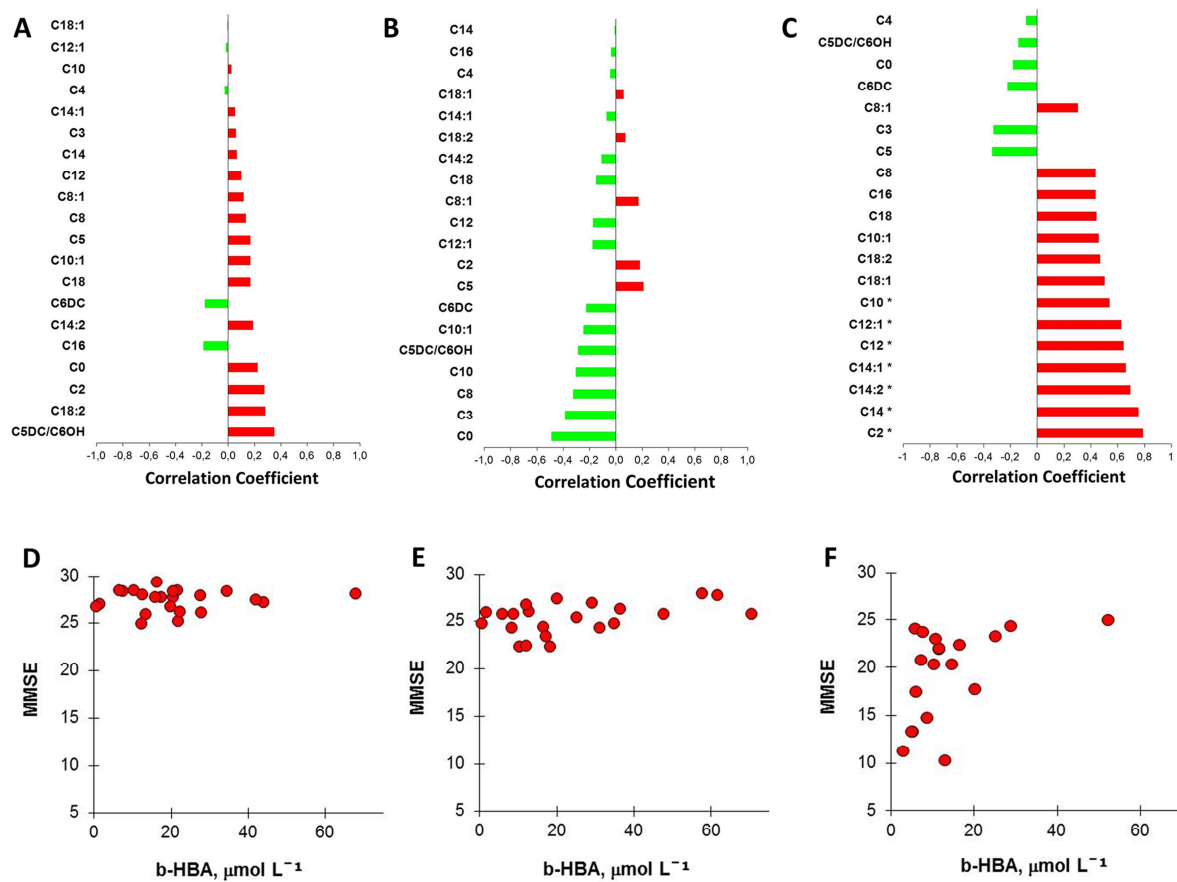 A
C18:1
C12:1
C10
C4
C14:1
C3
C14
C12
C8:1
C8
C5
C10:1
C18
C6DC
C14:2
C16
C0
C2
C18:2
C5DC/C6OH
-1,0 -0,8 -0,6 -0,4 -0,2 0,0 0,2 0,4 0,6 0,8 1,0
Correlation Coefficient
B
C14
C16
C4
C18:1
C14:1
C18:2
C14:2
C18
C8:1
C12
C12:1
C2
C5
C6DC
C10:1
C5DC/C6OH
C10
C8
C3
C0
-1,0 -0,8 -0,6 -0,4 -0,2 0,0 0,2 0,4 0,6 0,8 1,0
Correlation Coefficient
C
C4
C5DC/C6OH
C0
C6DC
C8:1
C3
C5
C8
C16
C18
C10:1
C18:2
C18:1
C10 *
C12:1 *
C12 *
C14:1 *
C14:2 *
C14 *
C2 *
-1 -0,8 -0,6 -0,4 -0,2 0 0,2 0,4 0,6 0,8 1
Correlation Coefficient
D
MMSE
30
25
20
15
10
5
0 20 40 60
b-HBA, μmol L⁻¹
E
MMSE
30
25
20
15
10
5
0 20 40 60
b-HBA, μmol L⁻¹
F
MMSE
30
25
20
15
10
5
0 20 40 60
b-HBA, μmol L⁻¹